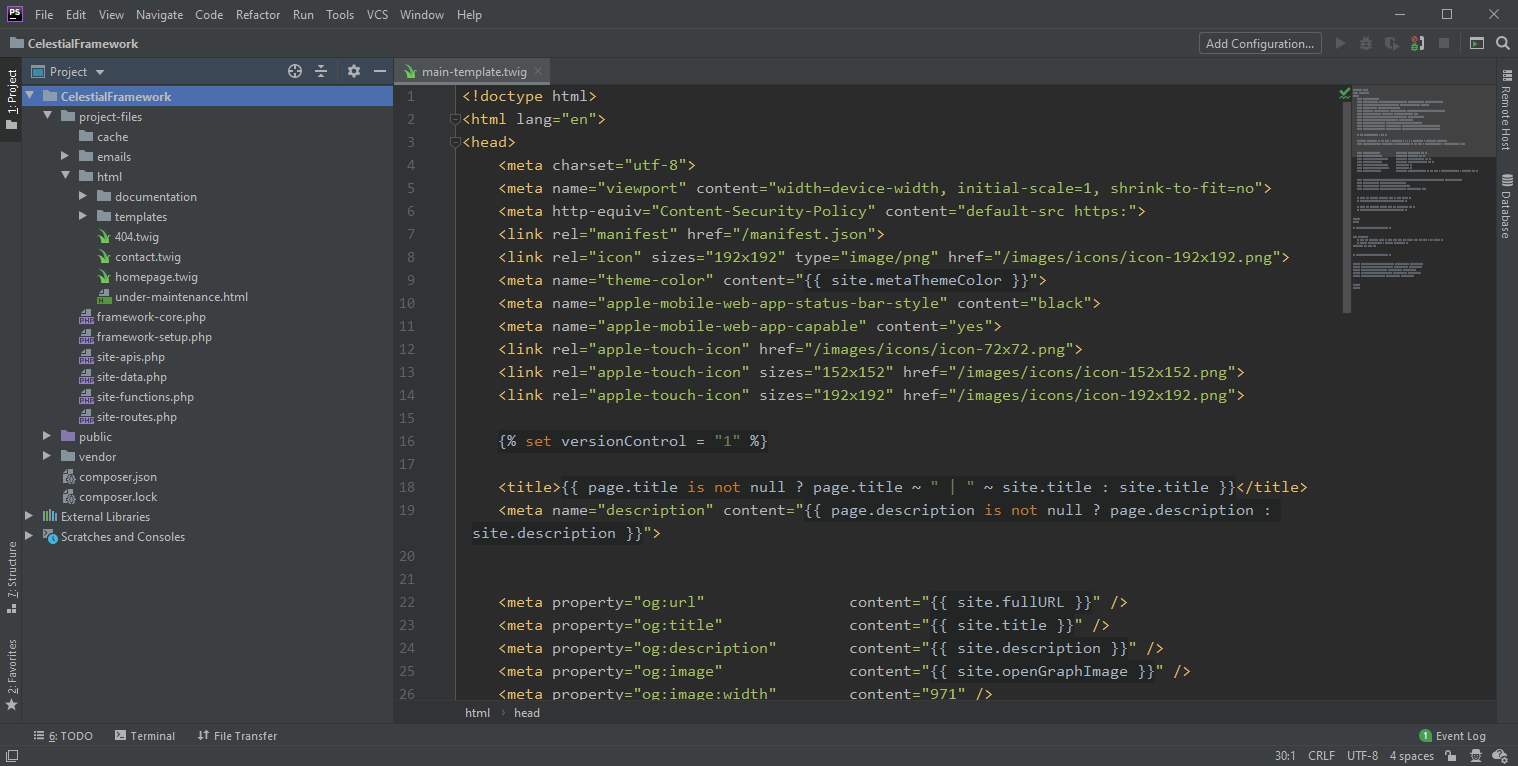 PS File Edit View Navigate Code Refactor Run Tools VCS Window Help
CelestialFramework
Add Configuration...
1: Project
7: Structure
2: Favorites
Project
CelestialFramework
project-files
cache
emails
html
documentation
templates
404.twig
contact.twig
homepage.twig
under-maintenance.html
framework-core.php
framework-setup.php
site-apis.php
site-data.php
site-functions.php
site-routes.php
public
vendor
composer.json
composer.lock
External Libraries
Scratches and Consoles
main-template.twig
1 <!doctype html>
2 <html lang="en">
3 <head>
4 <meta charset="utf-8">
5 <meta name="viewport" content="width=device-width, initial-scale=1, shrink-to-fit=no">
6 <meta http-equiv="Content-Security-Policy" content="default-src https:">
7 <link rel="manifest" href="/manifest.json">
8 <link rel="icon" sizes="192x192" type="image/png" href="/images/icons/icon-192x192.png">
9 <meta name="theme-color" content="{{ site.metaThemeColor }}">
10 <meta name="apple-mobile-web-app-status-bar-style" content="black">
11 <meta name="apple-mobile-web-app-capable" content="yes">
12 <link rel="apple-touch-icon" href="/images/icons/icon-72x72.png">
13 <link rel="apple-touch-icon" sizes="152x152" href="/images/icons/icon-152x152.png">
14 <link rel="apple-touch-icon" sizes="192x192" href="/images/icons/icon-192x192.png">
15
16 {% set versionControl = "1" %}
17
18 <title>{{ page.title is not null ? page.title ~ " | " ~ site.title : site.title }}</title>
19 <meta name="description" content="{{ page.description is not null ? page.description :
site.description }}">
20
21
22 <meta property="og:url" content="{{ site.fullURL }}" />
23 <meta property="og:title" content="{{ site.title }}" />
24 <meta property="og:description" content="{{ site.description }}" />
25 <meta property="og:image" content="{{ site.openGraphImage }}" />
26 <meta property="og:image:width" content="971" />
html › head
Remote Host
Database
6: TODO Terminal File Transfer
1 Event Log
30:1 CRLF UTF-8 4 spaces